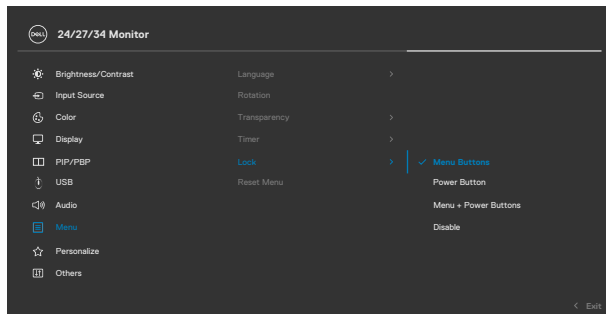 DELL 24/27/34 Monitor
Brightness/Contrast Language >
Input Source Rotation
Color Transparency >
Display Timer >
PIP/PBP Lock > ✓ Menu Buttons
USB Reset Menu Power Button
Audio Menu + Power Buttons
Menu Disable
Personalize
Others
< Exit